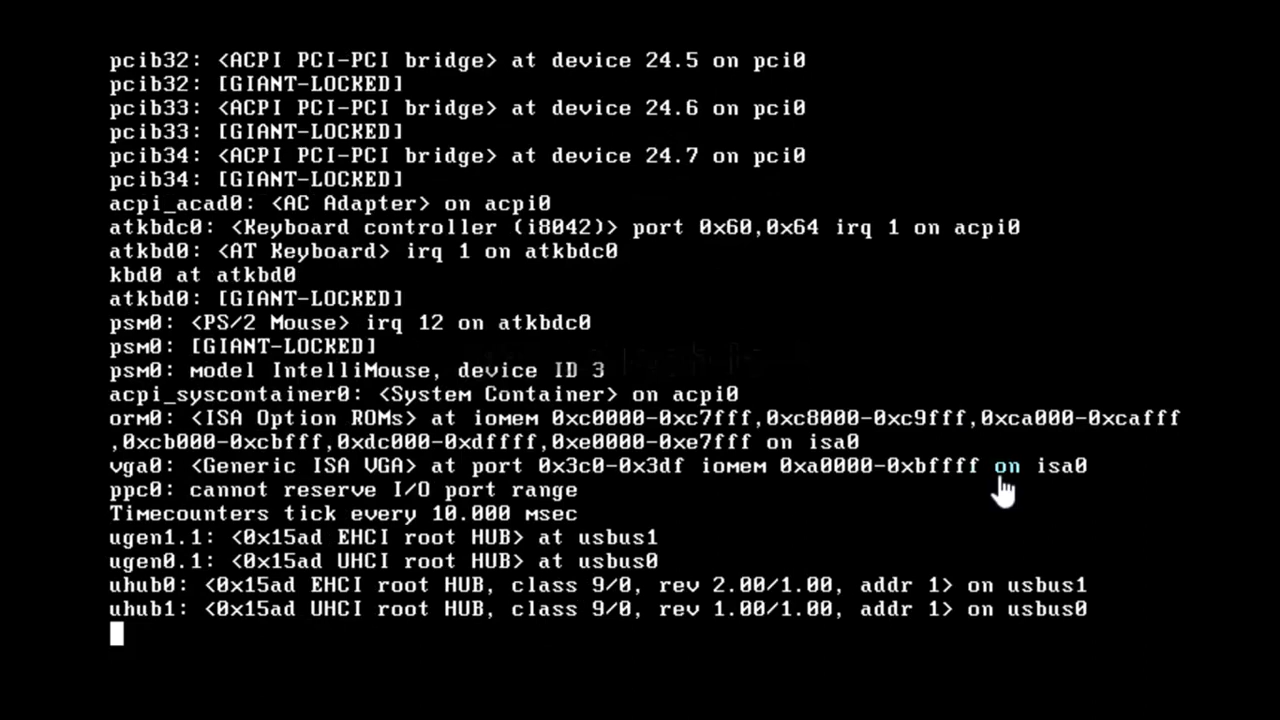 pcib32: <ACPI PCI-PCI bridge> at device 24.5 on pci0
pcib32: [GIANT-LOCKED]
pcib33: <ACPI PCI-PCI bridge> at device 24.6 on pci0
pcib33: [GIANT-LOCKED]
pcib34: <ACPI PCI-PCI bridge> at device 24.7 on pci0
pcib34: [GIANT-LOCKED]
acpi_acad0: <AC Adapter> on acpi0
atkbdc0: <Keyboard controller (i8042)> port 0x60,0x64 irq 1 on acpi0
atkbd0: <AT Keyboard> irq 1 on atkbdc0
kbd0 at atkbd0
atkbd0: [GIANT-LOCKED]
psm0: <PS/2 Mouse> irq 12 on atkbdc0
psm0: [GIANT-LOCKED]
psm0: model IntelliMouse, device ID 3
acpi_syscontainer0: <System Container> on acpi0
orm0: <ISA Option ROMs> at iomem 0xc0000-0xc7fff,0xc8000-0xc9fff,0xca000-0xcafff
,0xcb000-0xcbfff,0xdc000-0xdffff,0xe0000-0xe7fff on isa0
vga0: <Generic ISA VGA> at port 0x3c0-0x3df iomem 0xa0000-0xbffff on isa0
ppc0: cannot reserve I/O port range
Timecounters tick every 10.000 msec
ugen1.1: <0x15ad EHCI root HUB> at usbus1
ugen0.1: <0x15ad UHCI root HUB> at usbus0
uhub0: <0x15ad EHCI root HUB, class 9/0, rev 2.00/1.00, addr 1> on usbus1
uhub1: <0x15ad UHCI root HUB, class 9/0, rev 1.00/1.00, addr 1> on usbus0